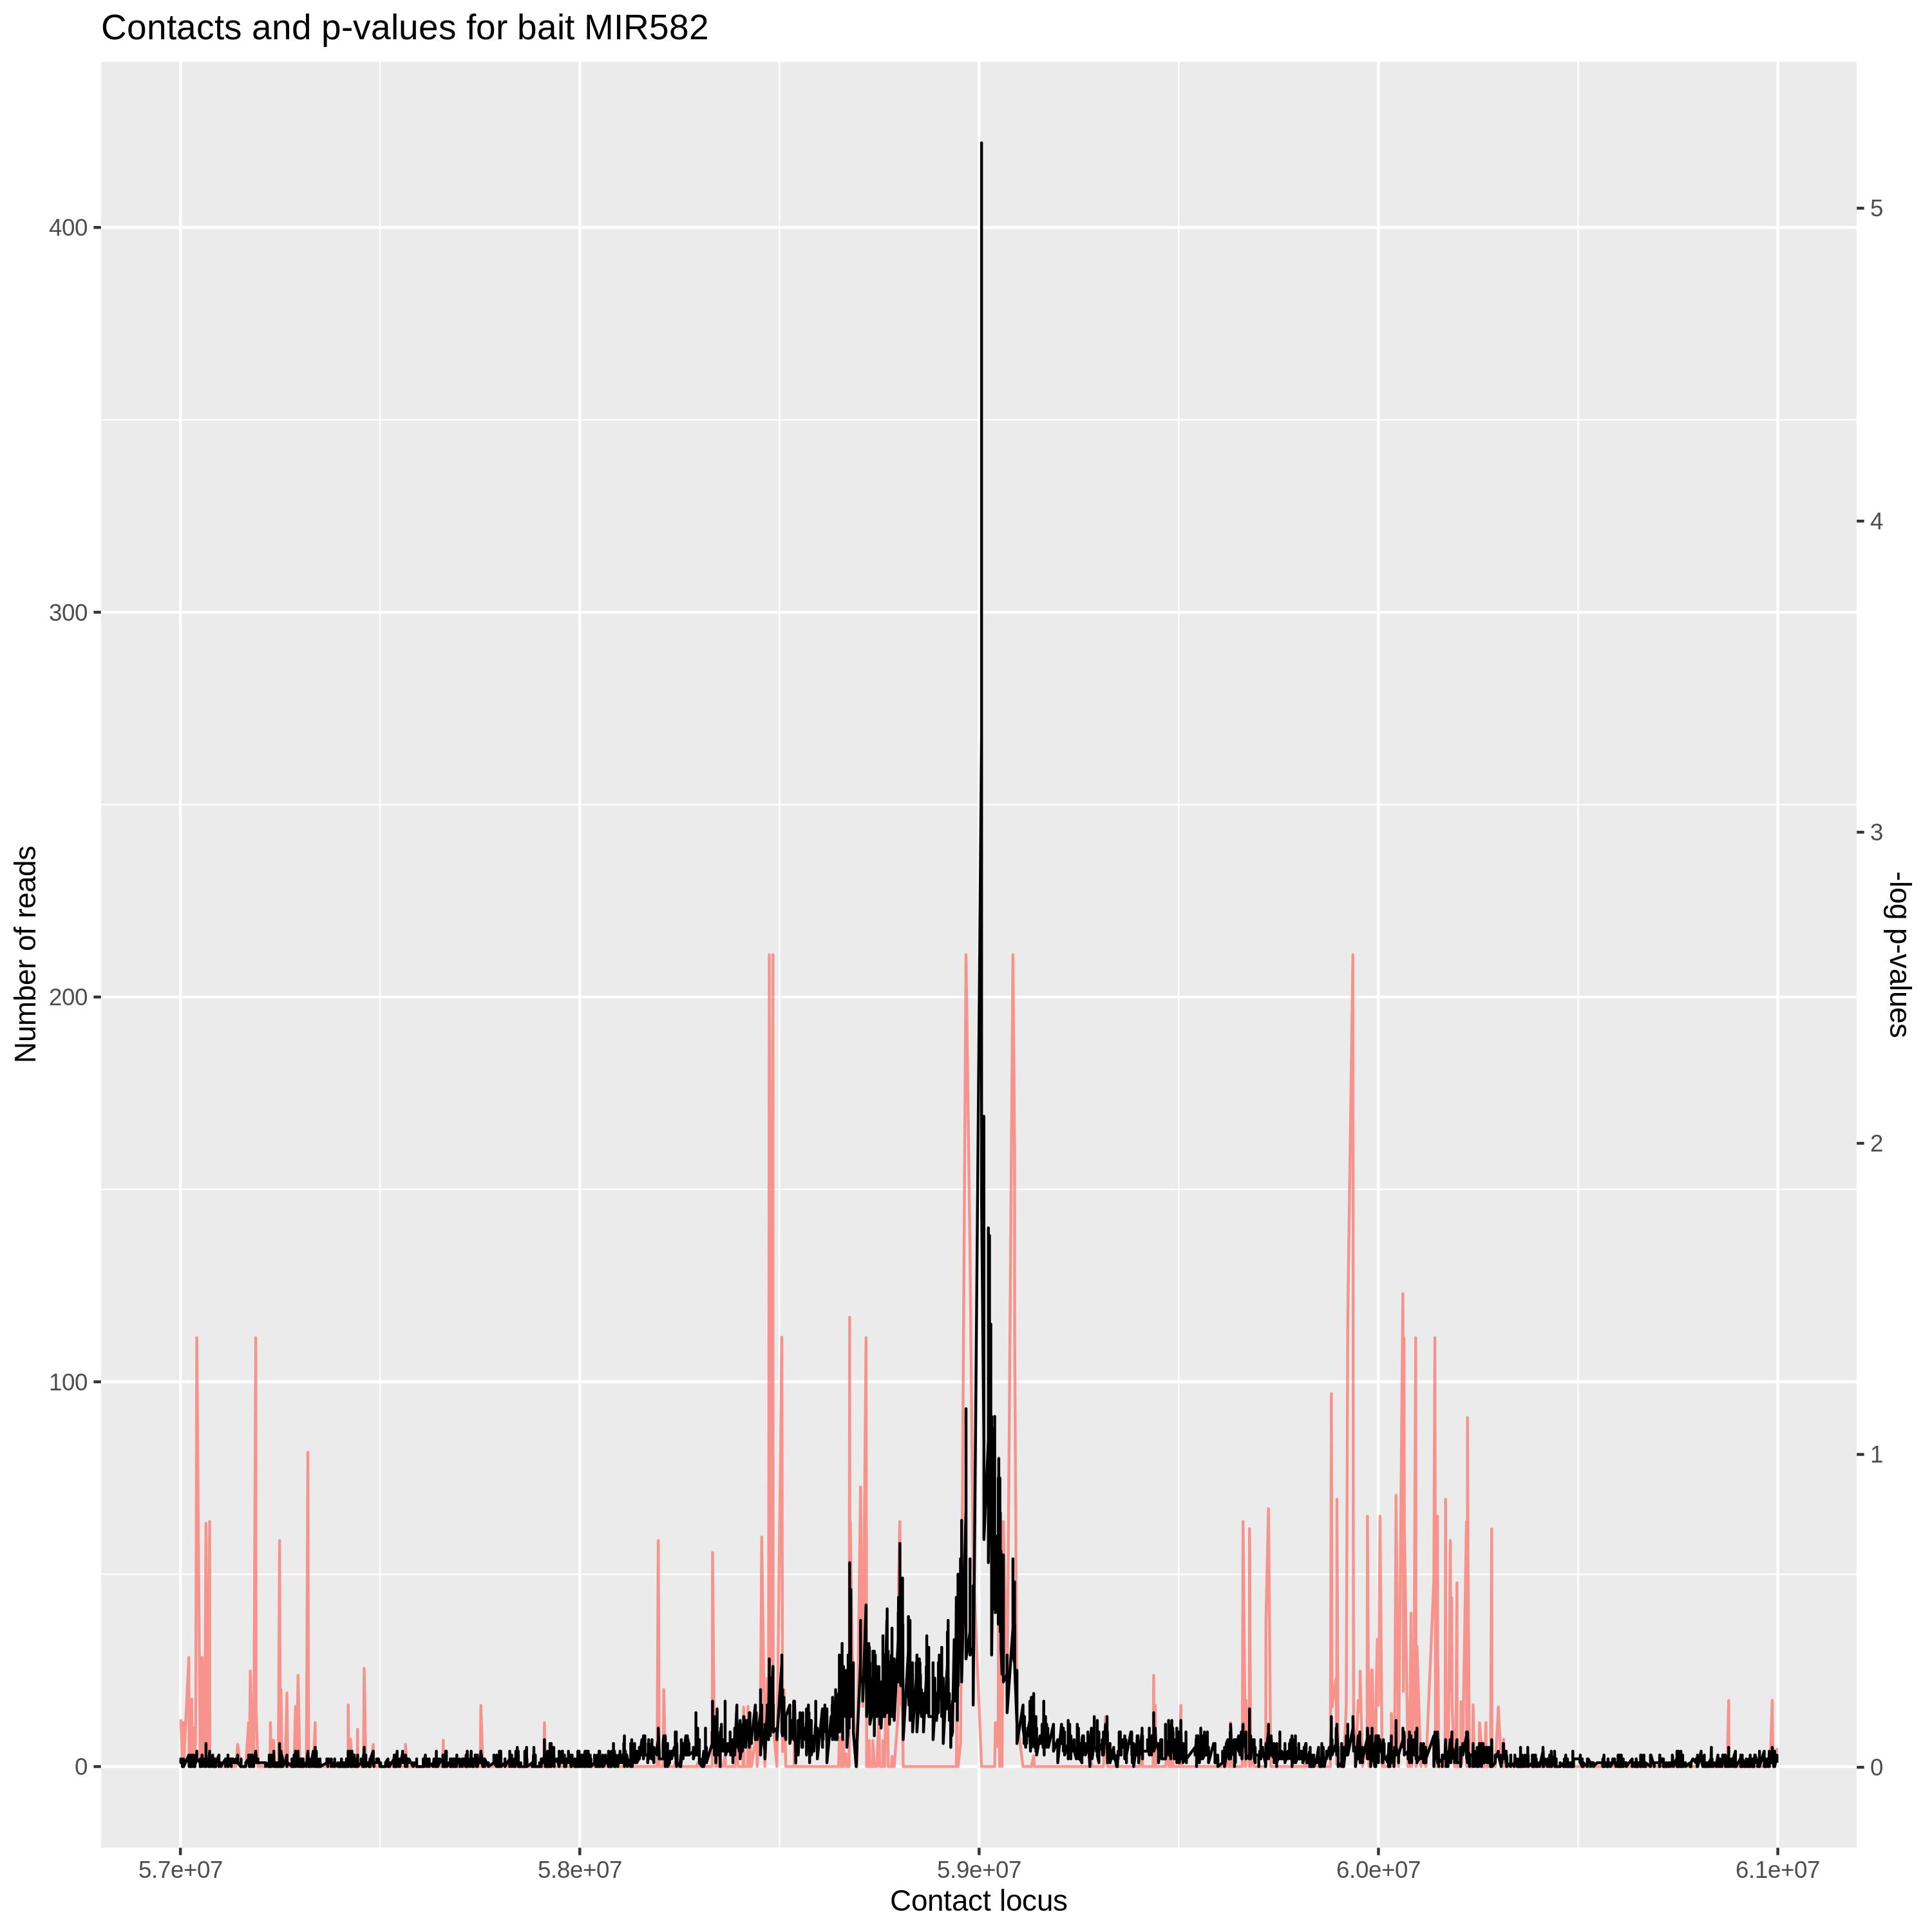 Contacts and p-values for bait MIR582
Number of reads
400
300
200
100
0
5
4
3
2
1
0
-log p-values
5.7e+07 5.8e+07 5.9e+07 6.0e+07 6.1e+07
Contact locus